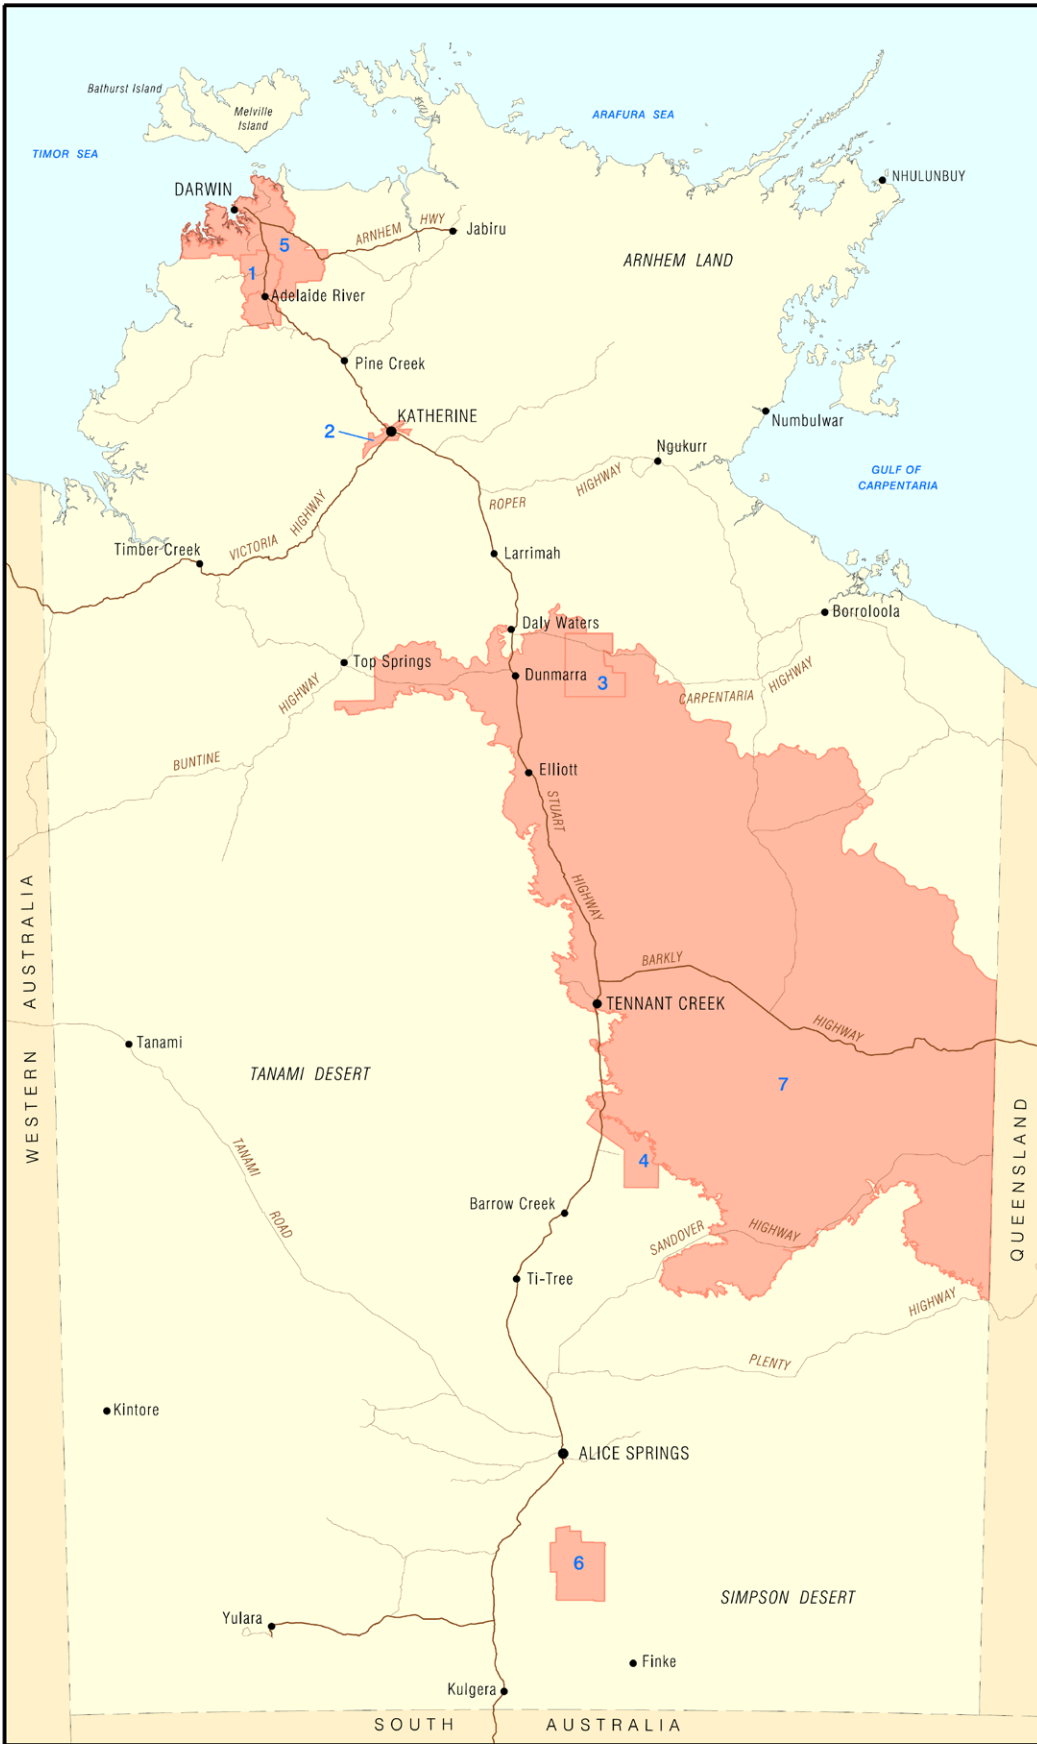 Bathurst Island
Melville
Island
ARAFURA SEA
TIMOR SEA
DARWIN
NHULUNBUY
ARNHEM HWY
Jabiru
5
ARNHEM LAND
1
Adelaide River
Pine Creek
KATHERINE
2
Numbulwar
Ngukurr
GULF OF
CARPENTARIA
ROPER HIGHWAY
VICTORIA HIGHWAY
Timber Creek
Larrimah
Borroloola
Daly Waters
Top Springs
Dunmarra
3
CARPENTARIA HIGHWAY
BUNTINE HIGHWAY
Elliott
STUART HIGHWAY
WESTERN AUSTRALIA
BARKLY HIGHWAY
TENNANT CREEK
Tanami
TANAMI DESERT
7
TANAMI ROAD
4
QUEENSLAND
Barrow Creek
SANDOVER HIGHWAY
Ti-Tree
PLENTY HIGHWAY
Kintore
ALICE SPRINGS
6
SIMPSON DESERT
Yulara
Finke
Kulgera
SOUTH AUSTRALIA